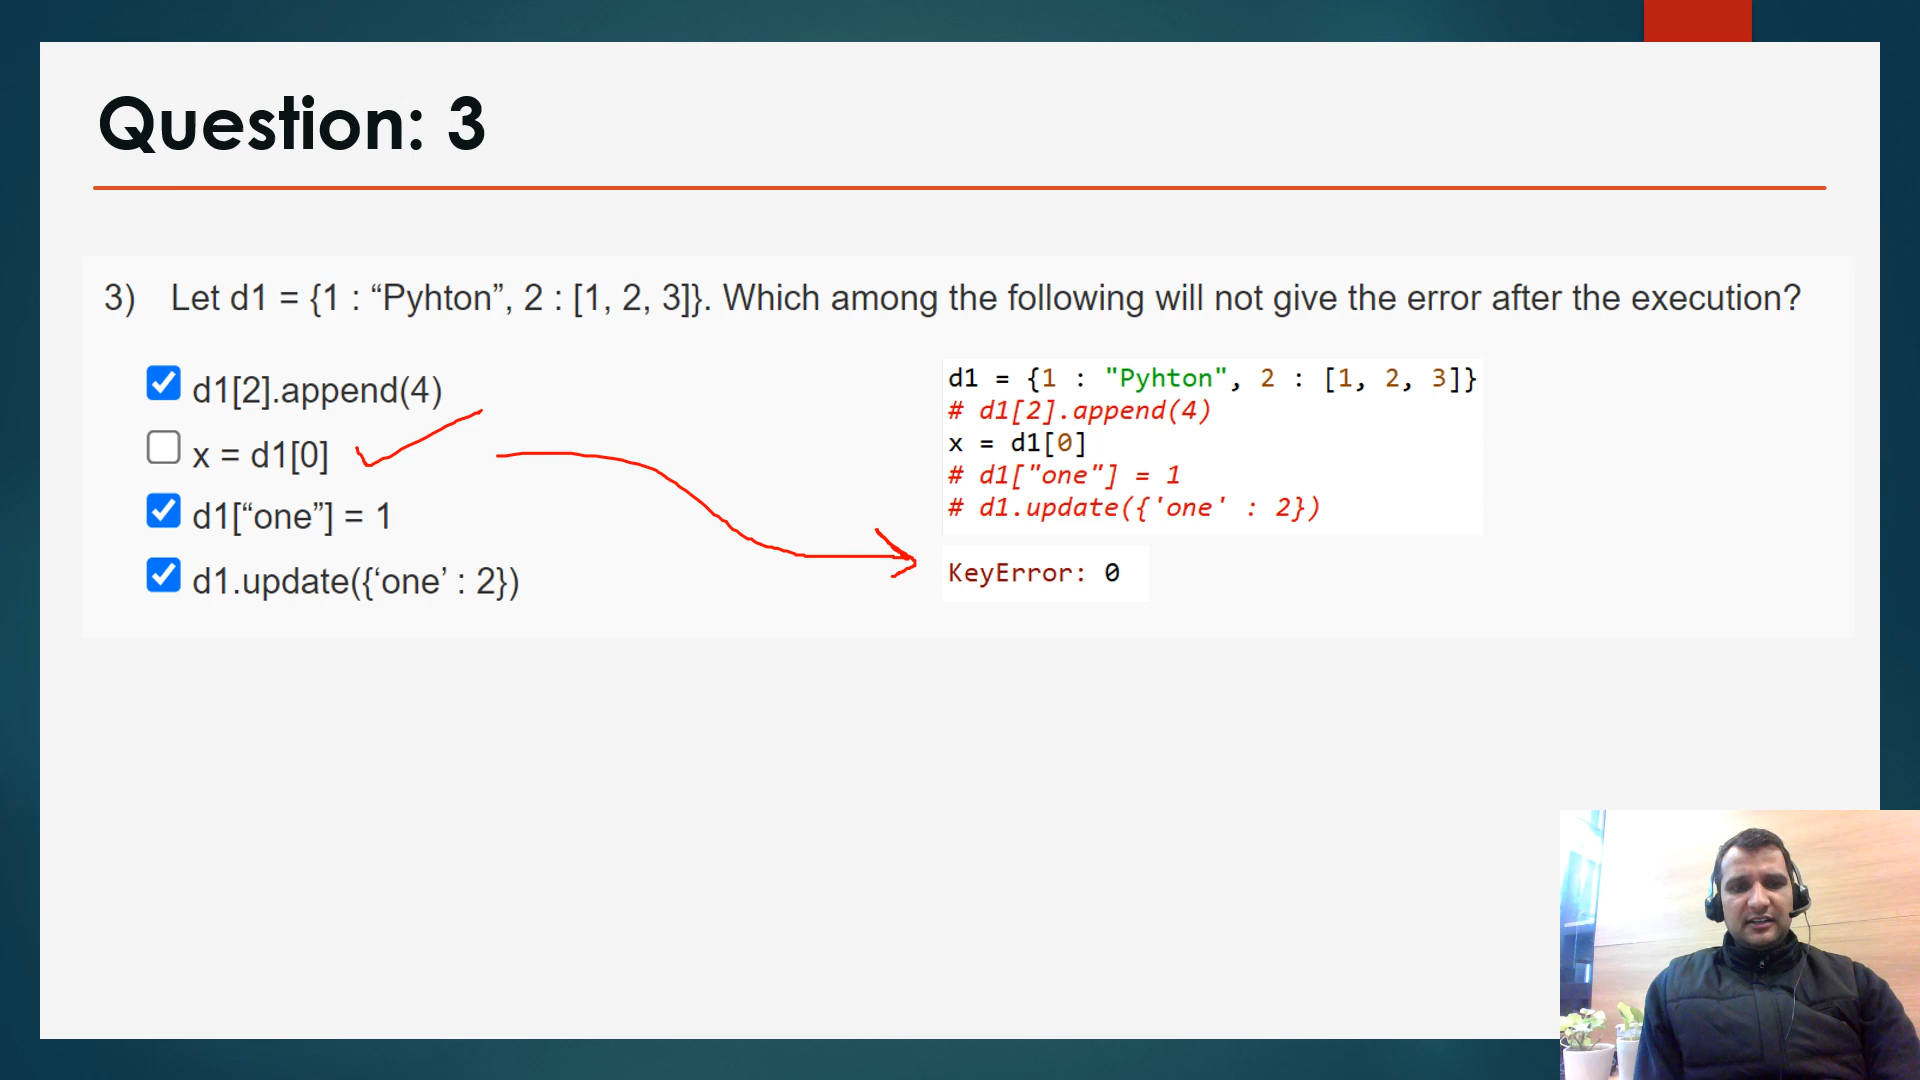 Question: 3
3) Let d1 = {1 : “Pyhton”, 2 : [1, 2, 3]}. Which among the following will not give the error after the execution?
d1[2].append(4)
x = d1[0]
d1[“one”] = 1
d1.update({‘one’ : 2})
d1 = {1 : "Pyhton", 2 : [1, 2, 3]}
# d1[2].append(4)
x = d1[0]
# d1["one"] = 1
# d1.update({'one' : 2})
KeyError: 0